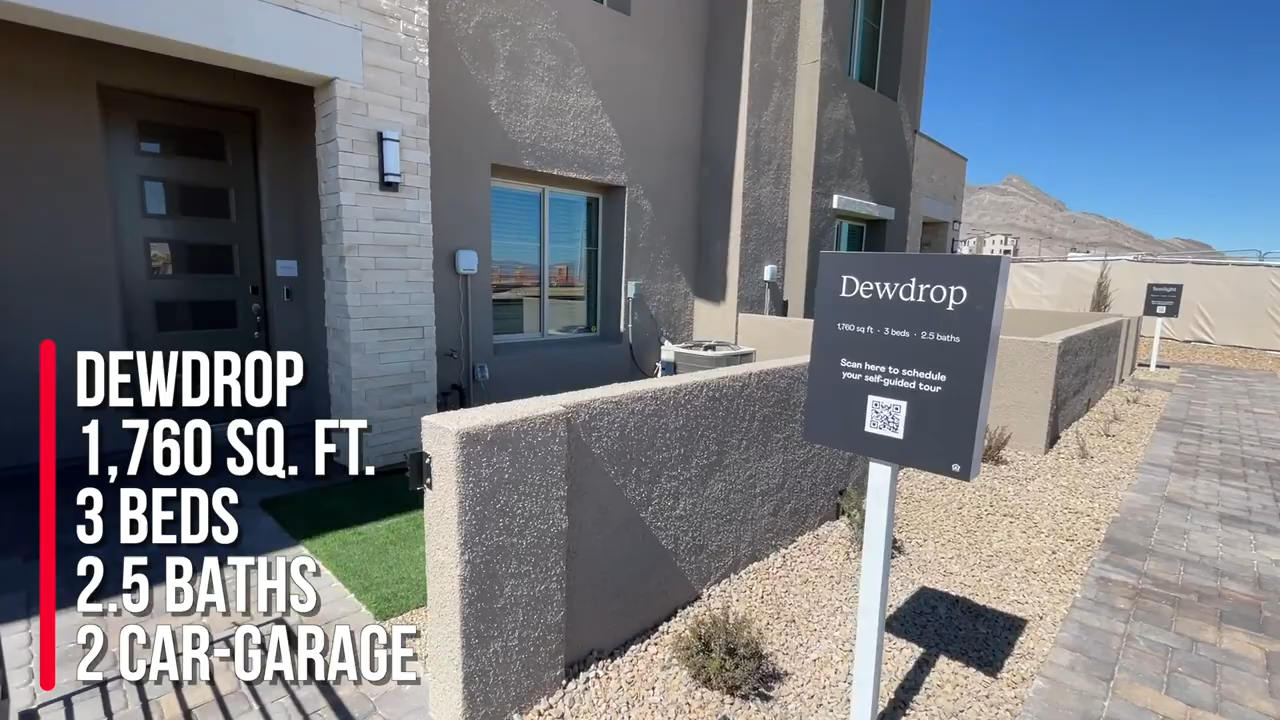 DEWDROP
1,760 SQ. FT.
3 BEDS
2.5 BATHS
2 CAR-GARAGE
Dewdrop
1,760 sq ft · 3 beds · 2.5 baths
Scan here to schedule
your self-guided tour